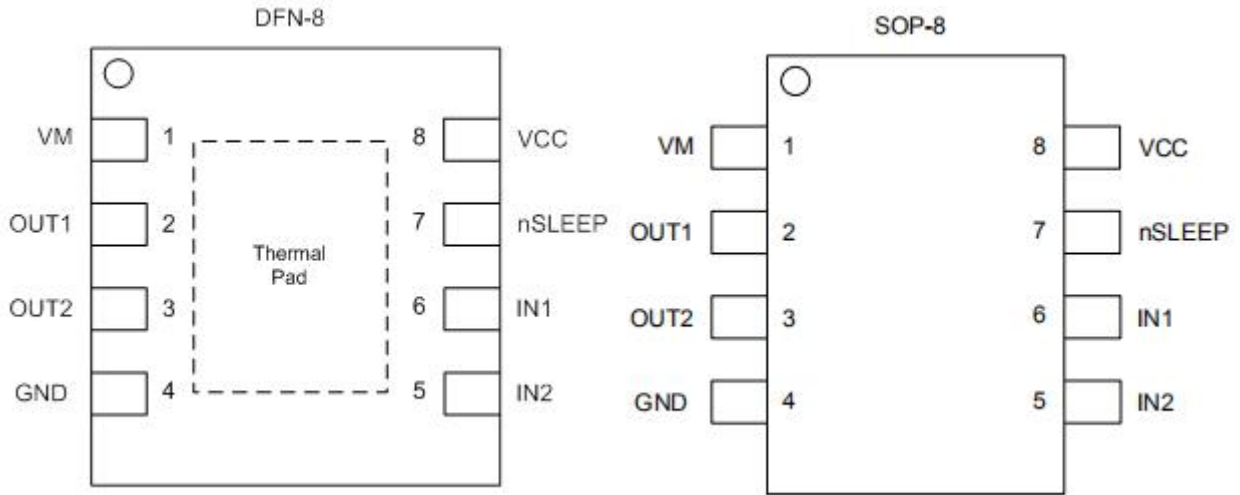 DFN-8
VM 1 8 VCC
OUT1 2 7 nSLEEP
Thermal
Pad
OUT2 3 6 IN1
GND 4 5 IN2
SOP-8
VM 1 8 VCC
OUT1 2 7 nSLEEP
OUT2 3 6 IN1
GND 4 5 IN2